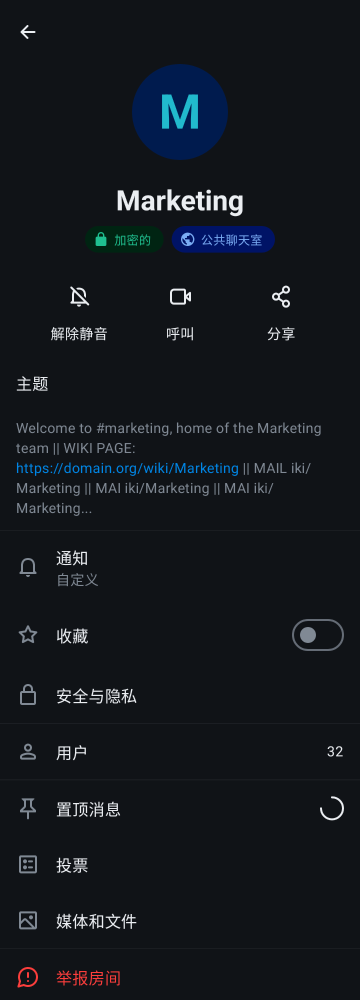 M
Marketing
加密的
公共聊天室
解除静音
呼叫
分享
主题
Welcome to #marketing, home of the Marketing
team || WIKI PAGE:
https://domain.org/wiki/Marketing || MAIL iki/
Marketing || MAI iki/Marketing || MAI iki/
Marketing...
通知
自定义
收藏
安全与隐私
用户
32
置顶消息
投票
媒体和文件
举报房间